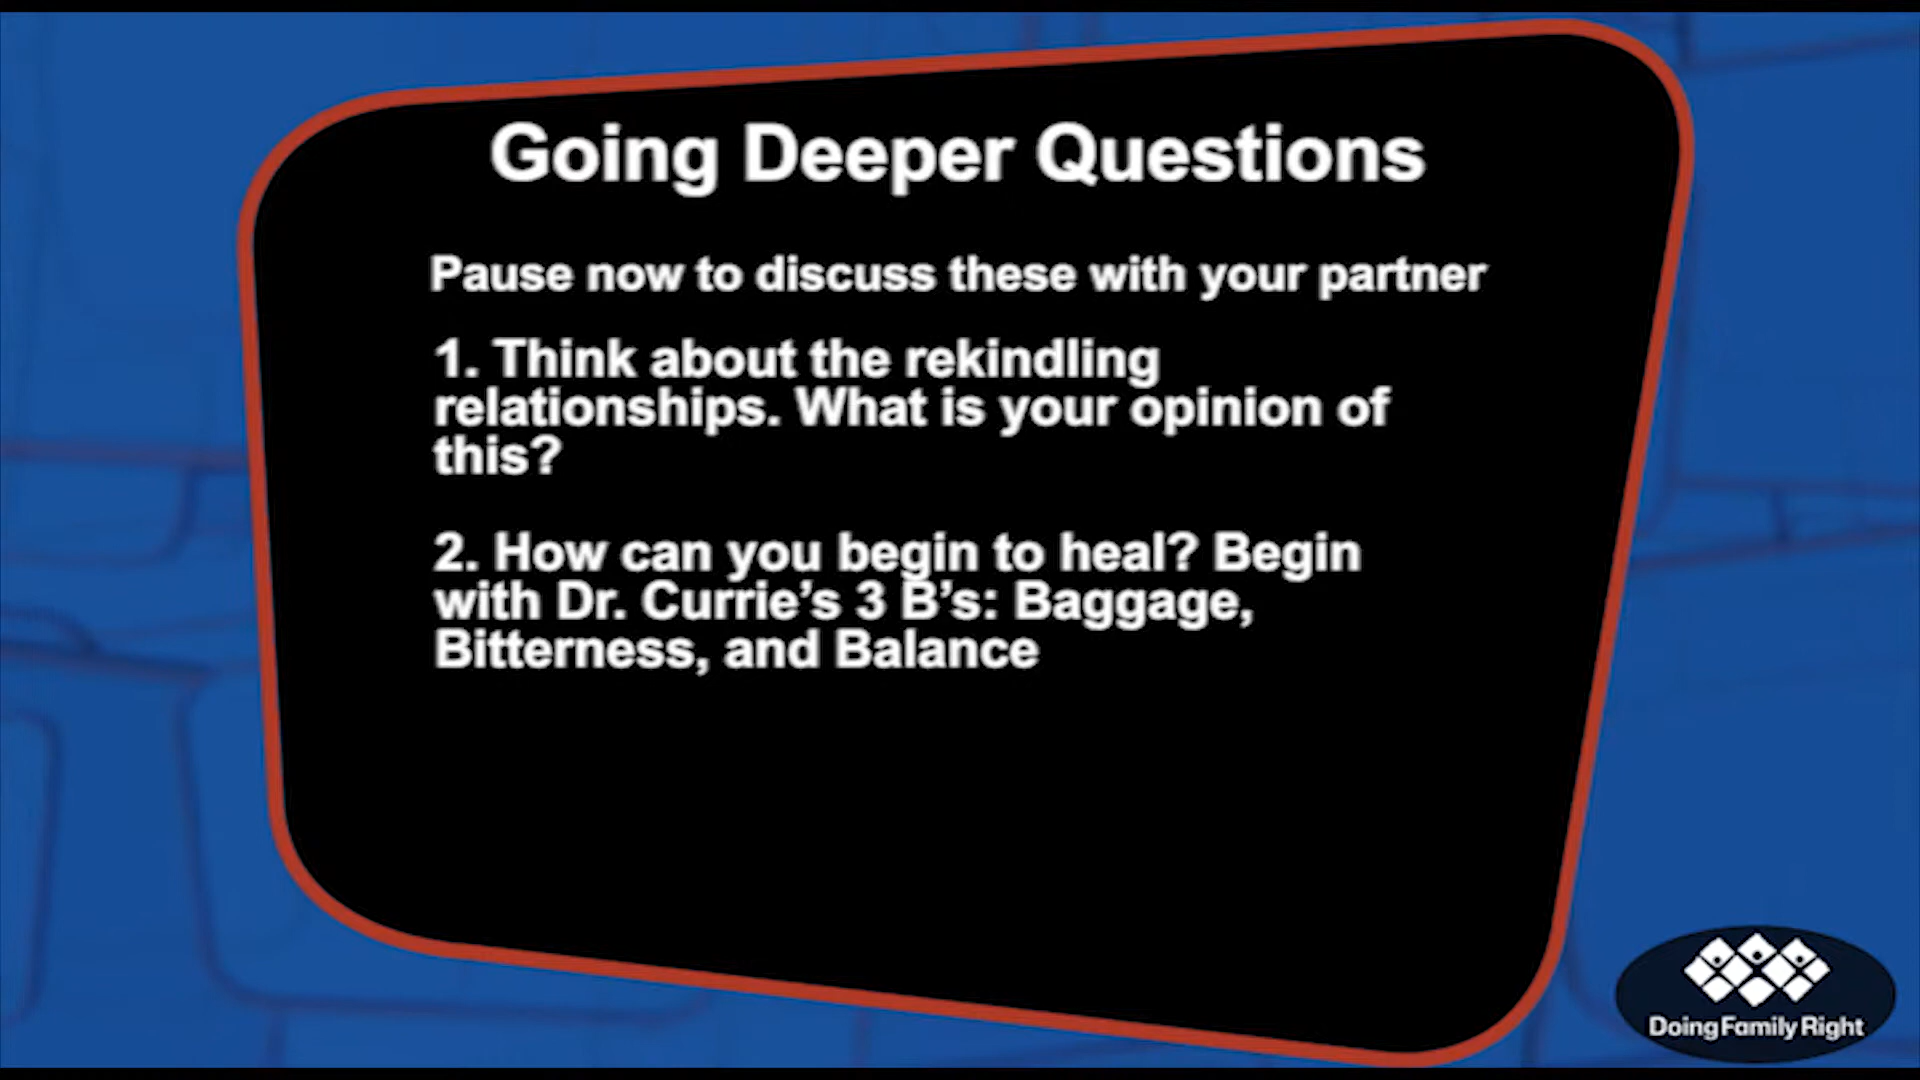 Going Deeper Questions
Pause now to discuss these with your partner
1. Think about the rekindling
relationships. What is your opinion of
this?
2. How can you begin to heal? Begin
with Dr. Currie’s 3 B’s: Baggage,
Bitterness, and Balance
Doing Family Right